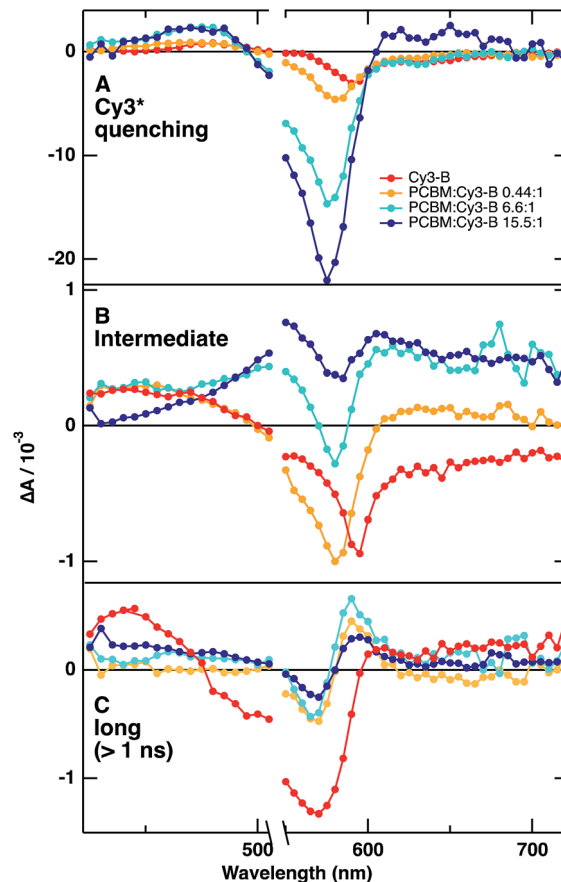 0
A
Cy3*
quenching
-10
Cy3-B
PCBM:Cy3-B 0.44:1
PCBM:Cy3-B 6.6:1
PCBM:Cy3-B 15.5:1
-20
1
B
Intermediate
0
ΔA / 10⁻³
-1
0
C
long
(> 1 ns)
-1
500 600 700
Wavelength (nm)